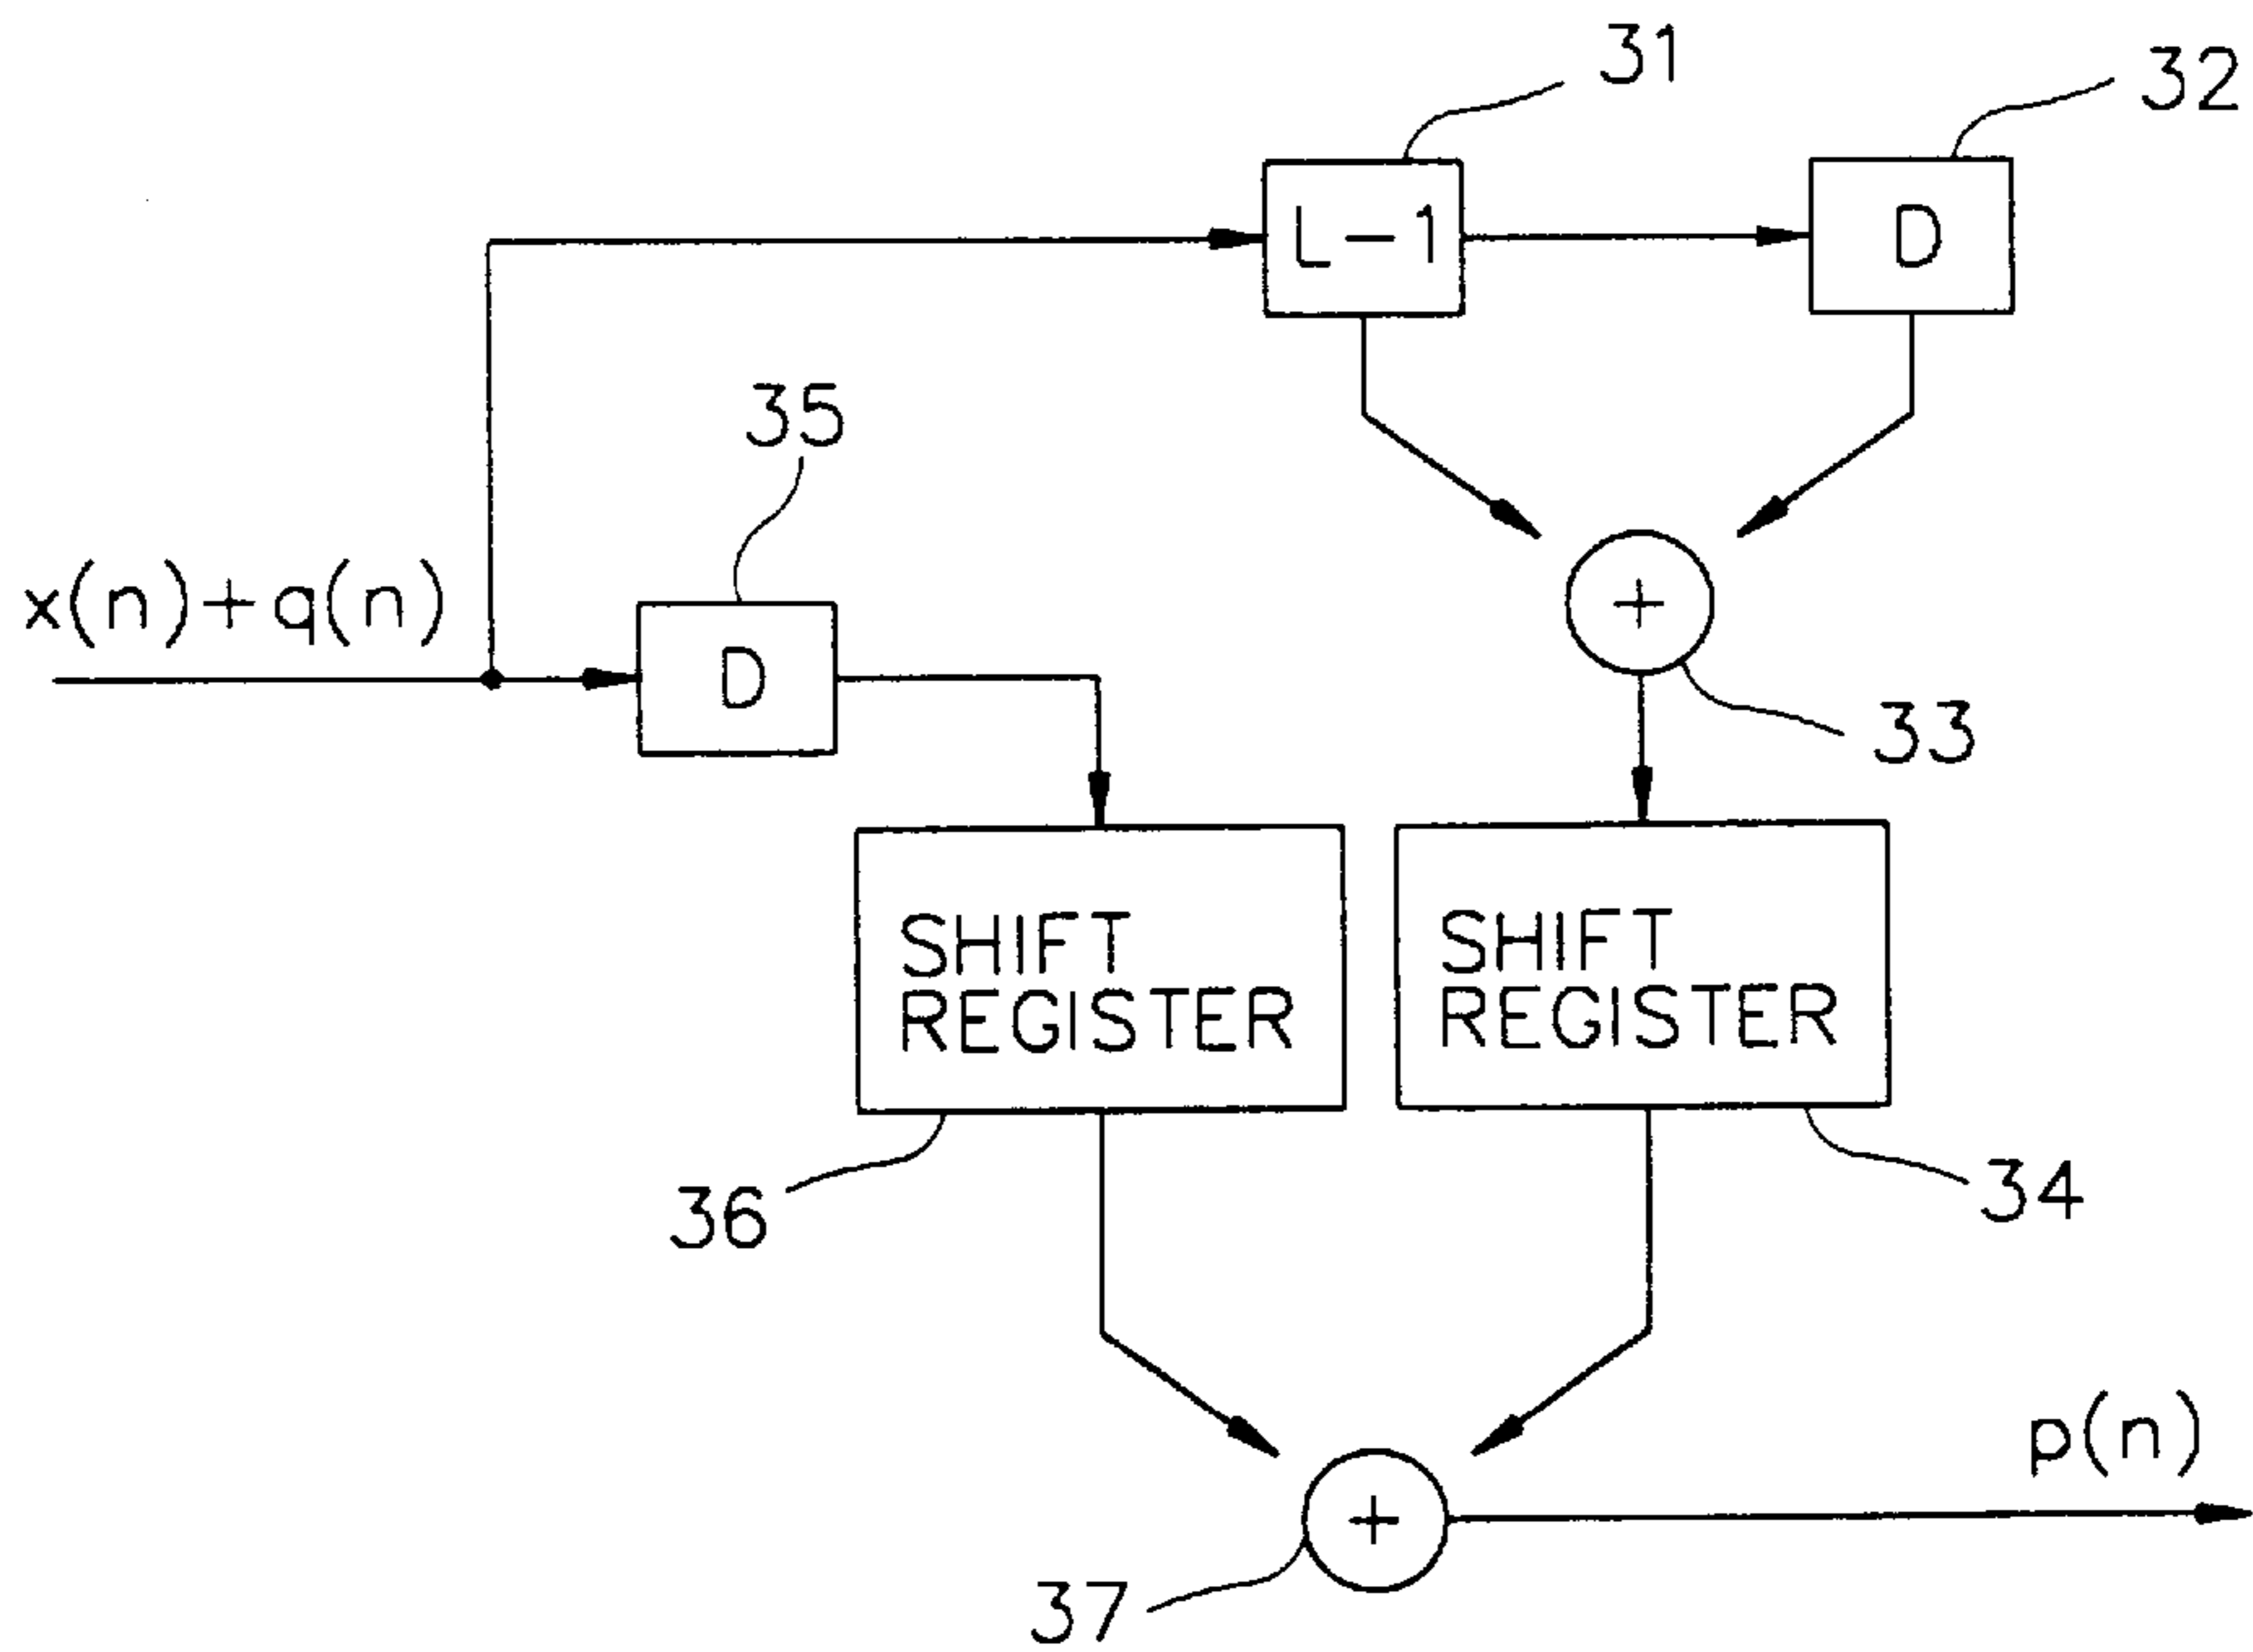 31
32
L-1
D
35
x(n)+q(n)
D
33
SHIFT
REGISTER
SHIFT
REGISTER
36
34
p(n)
37